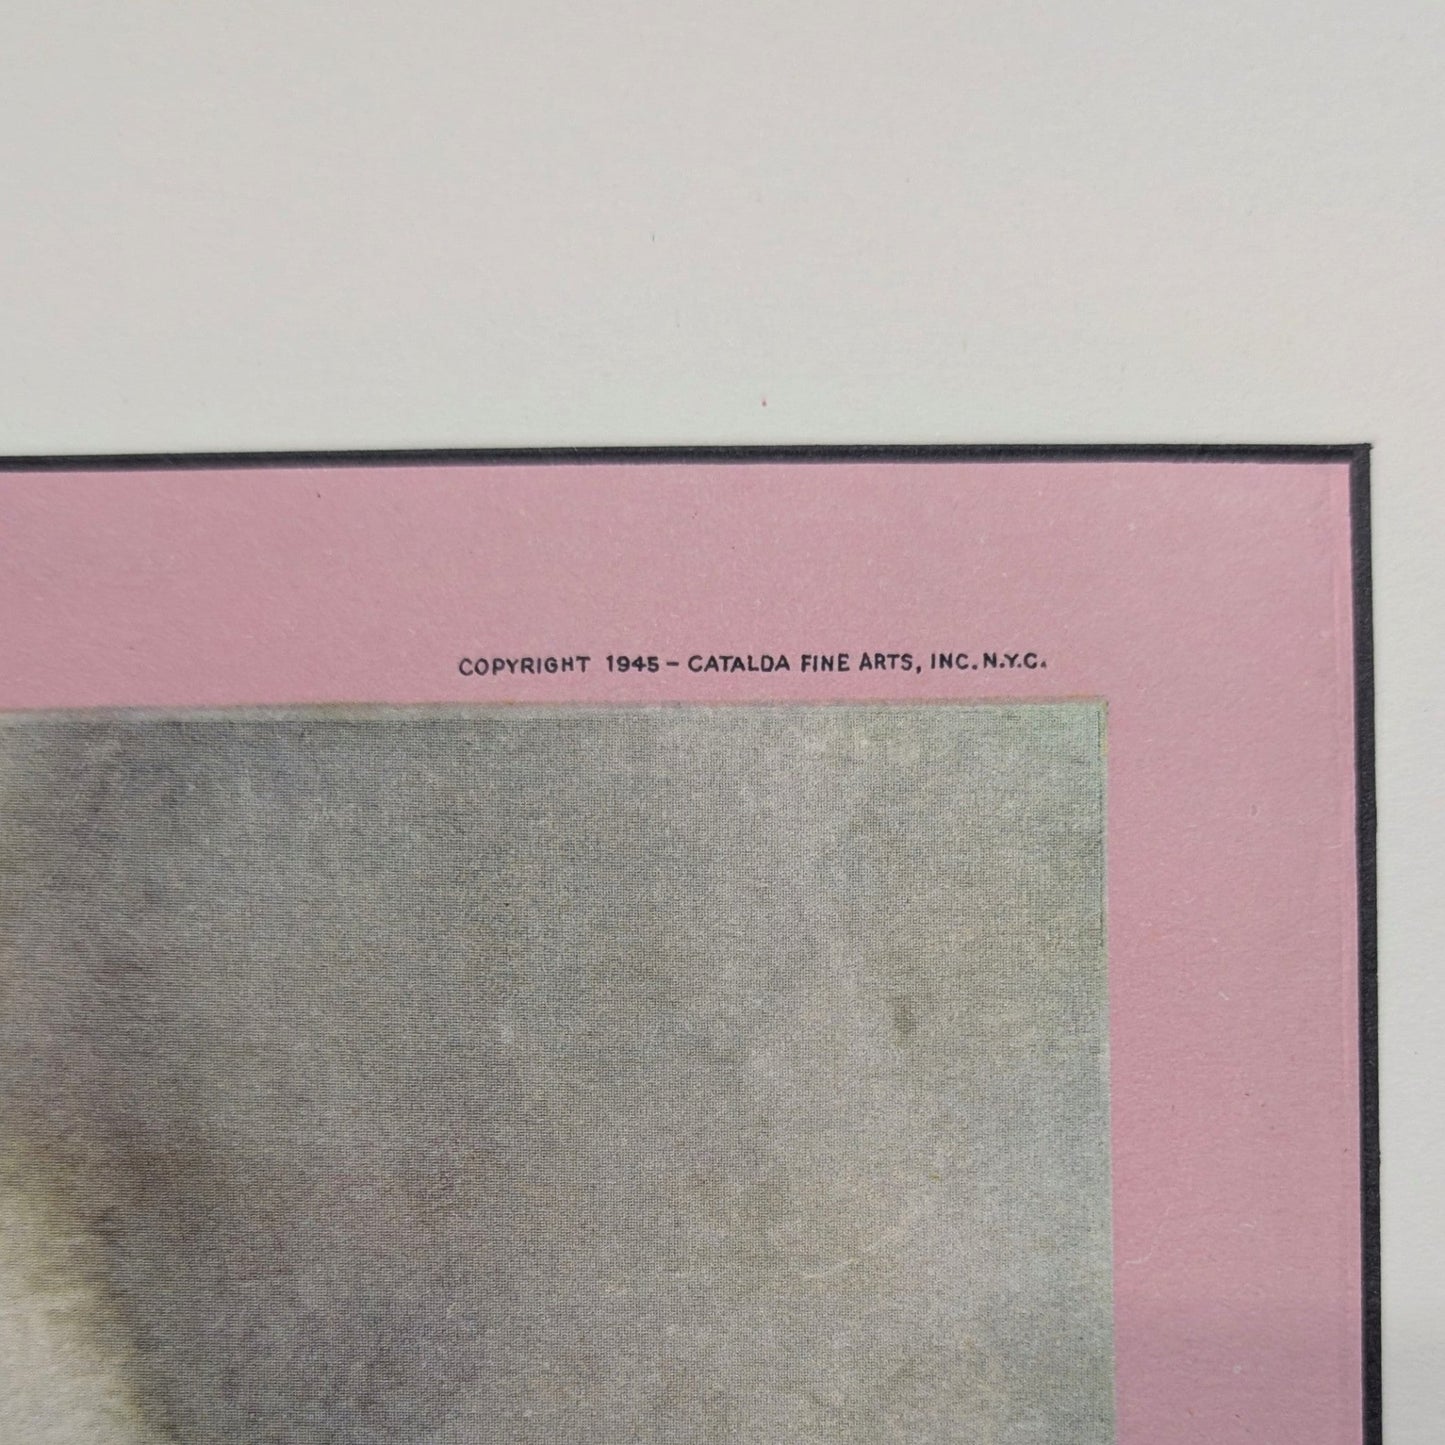 COPYRIGHT 1945 - CATALDA FINE ARTS, INC. N.Y.C.